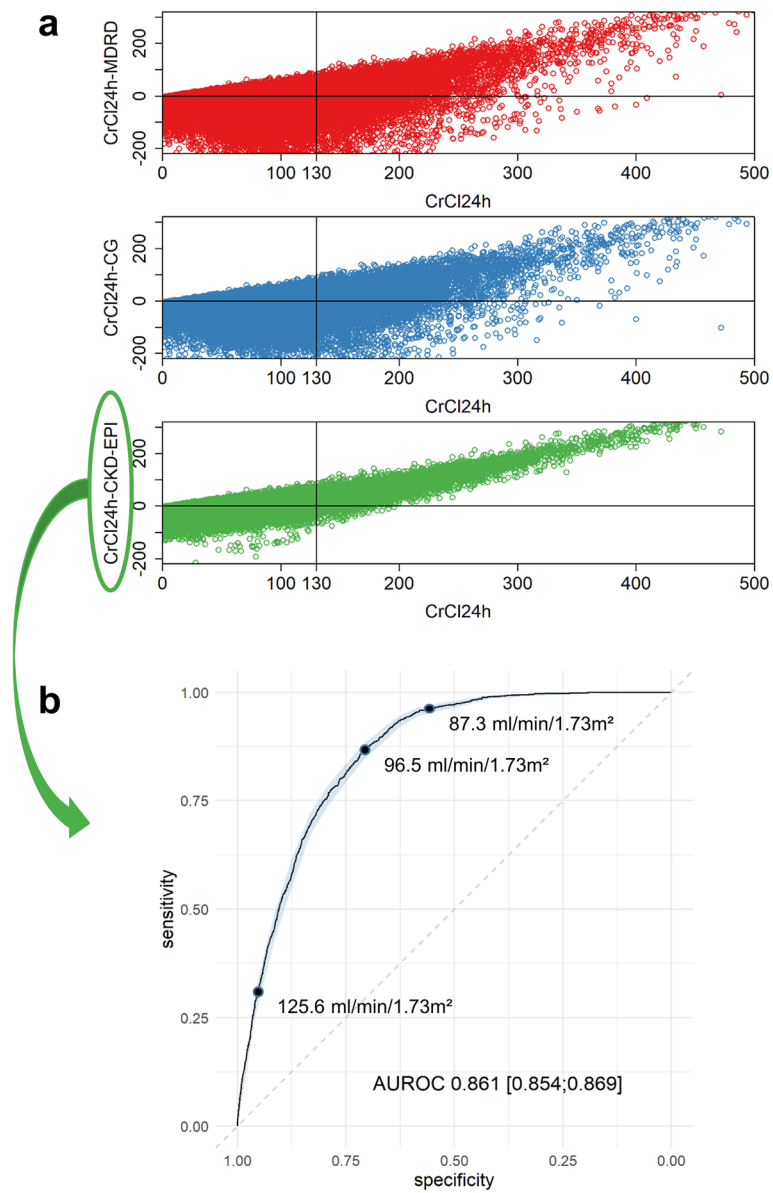 a
CrCl24h-MDRD
200
0
-200
0 100 130 200 300 400 500
CrCl24h
CrCl24h-CG
200
0
-200
0 100 130 200 300 400 500
CrCl24h
CrCl24h-CKD-EPI
200
0
-200
0 100 130 200 300 400 500
CrCl24h
b
sensitivity
1.00
0.75
0.50
0.25
0.00
87.3 ml/min/1.73m²
96.5 ml/min/1.73m²
125.6 ml/min/1.73m²
AUROC 0.861 [0.854;0.869]
1.00 0.75 0.50 0.25 0.00
specificity